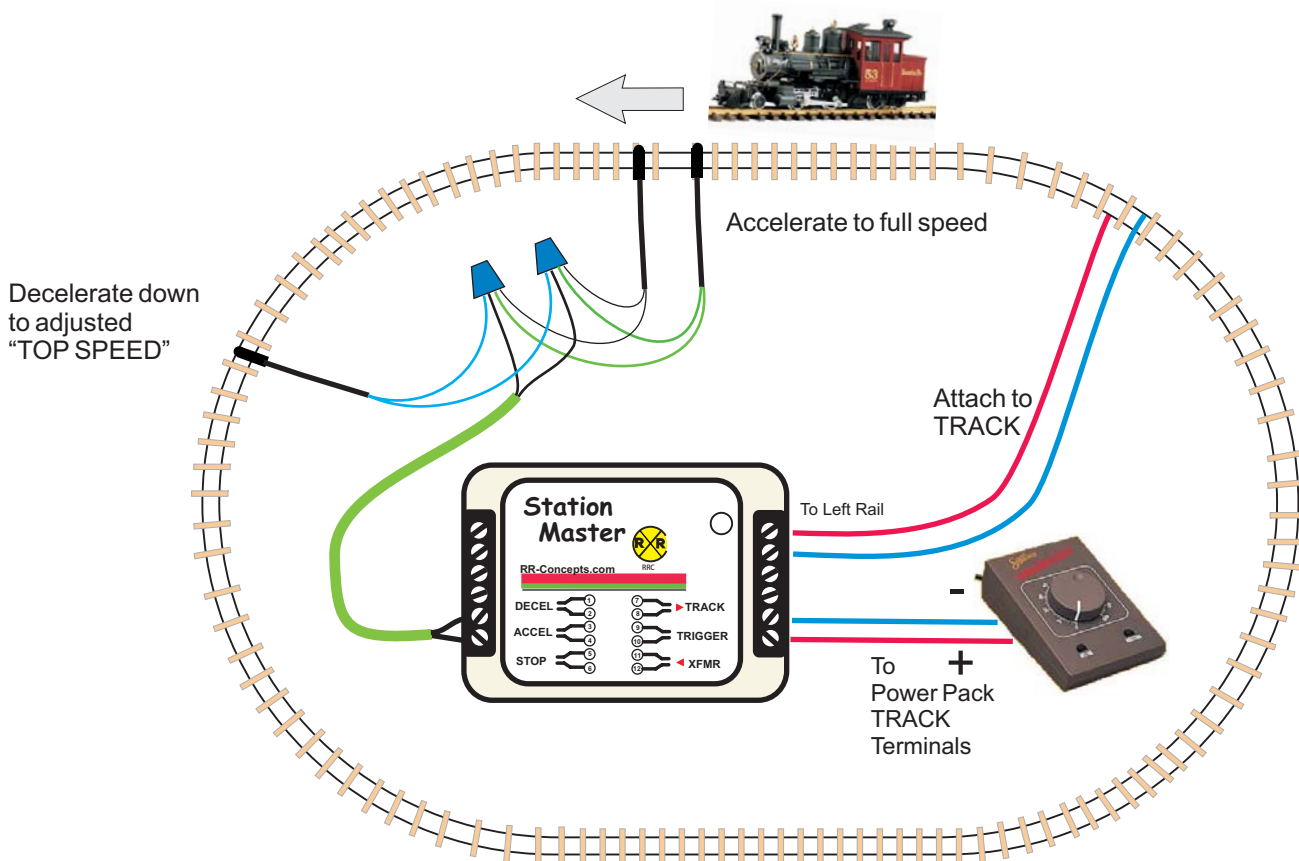 53
Accelerate to full speed
Decelerate down
to adjusted
“TOP SPEED”
Attach to
TRACK
To Left Rail
Station
Master
R R
RRC
RR-Concepts.com
DECEL
1
2
ACCEL
3
4
STOP
5
6
7
8
TRACK
9
10
TRIGGER
11
12
XFMR
-
+
To
Power Pack
TRACK
Terminals